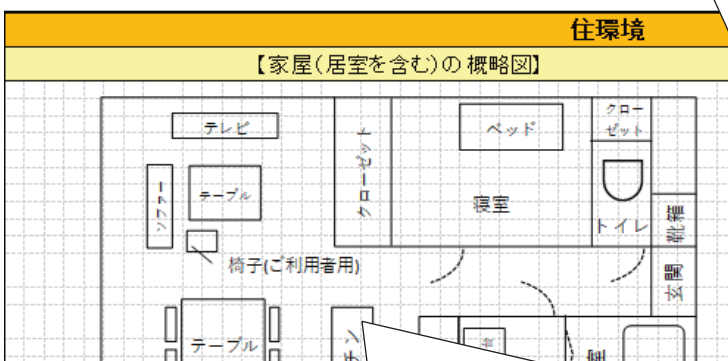 住環境
【家屋(居室を含む)の概略図】
テレビ
クローゼット
ベッド
クロー
ゼット
ソファー
テーブル
寝室
トイレ
靴箱
椅子(ご利用者用)
玄関
テーブル